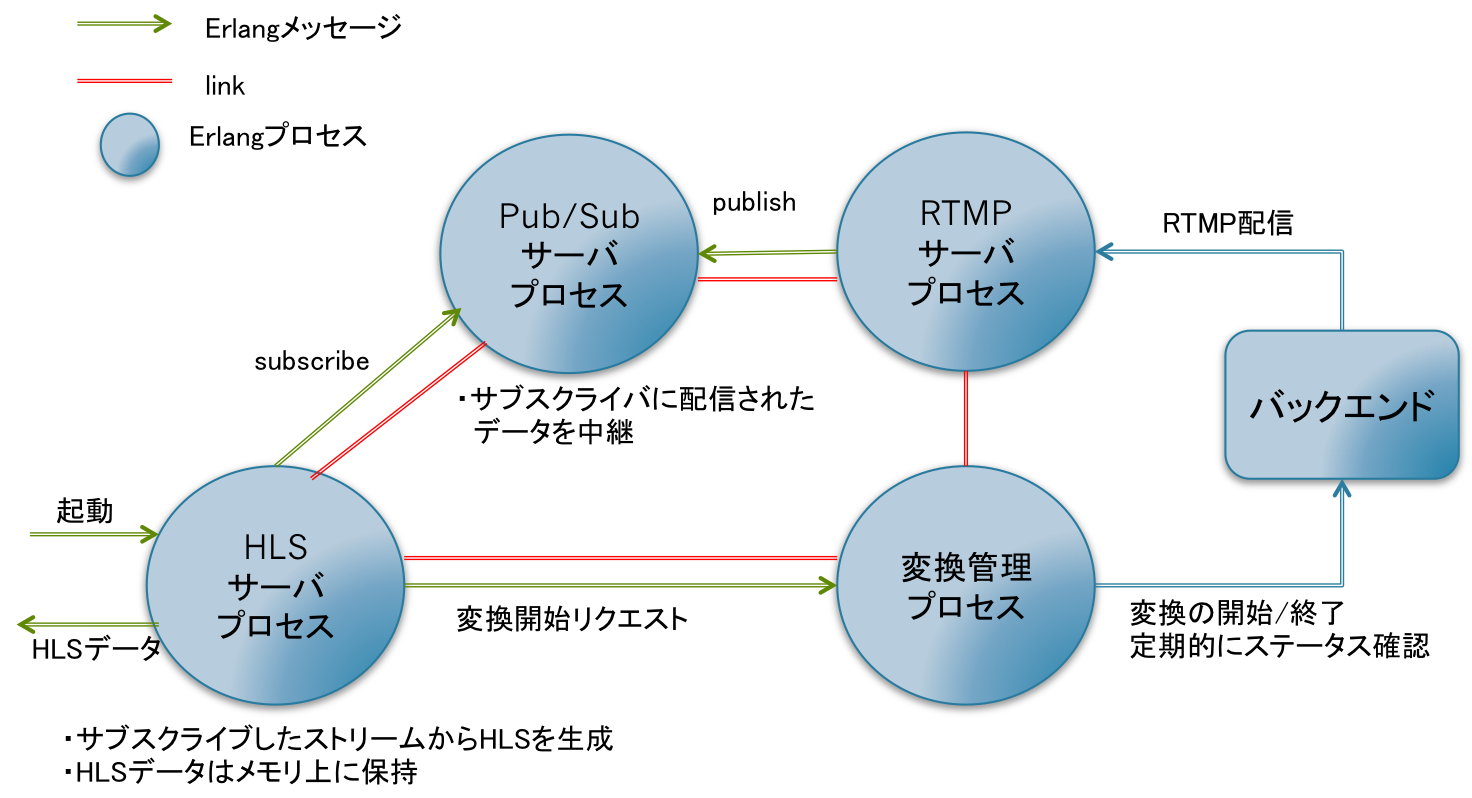 Erlangメッセージ
link
Erlangプロセス
Pub/Sub
サーバ
プロセス
publish
RTMP
サーバ
プロセス
RTMP配信
subscribe
・サブスクライバに配信された
データを中継
バックエンド
起動
HLS
サーバ
プロセス
HLSデータ
変換開始リクエスト
変換管理
プロセス
変換の開始/終了
定期的にステータス確認
・サブスクライブしたストリームからHLSを生成
・HLSデータはメモリ上に保持